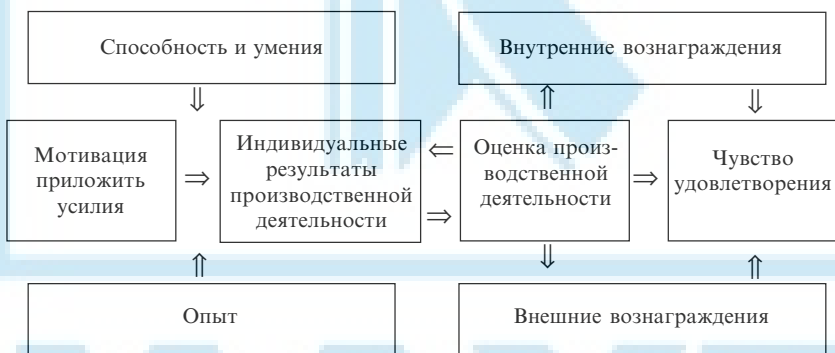 Способность и умения
Внутренние вознаграждения
Мотивация
приложить
усилия
Индивидуальные
результаты
производственной
деятельности
Оценка произ-
водственной
деятельности
Чувство
удовлетворения
Опыт
Внешние вознаграждения